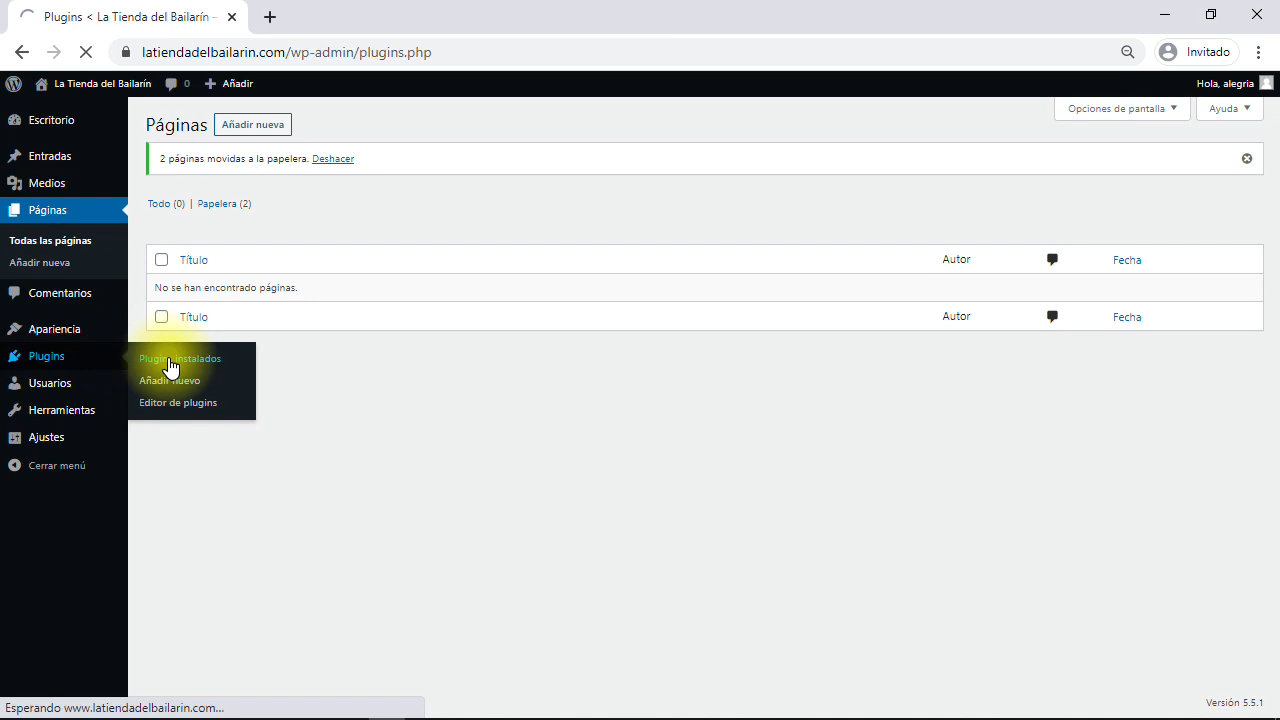 Plugins < La Tienda del Bailarín -
latiendadelbailarin.com/wp-admin/plugins.php
Invitado
La Tienda del Bailarín
0
Añadir
Hola, alegria
Escritorio
Entradas
Medios
Páginas
Todas las páginas
Añadir nueva
Comentarios
Apariencia
Plugins
Usuarios
Herramientas
Ajustes
Cerrar menú
Plugins instalados
Añadir nuevo
Editor de plugins
Opciones de pantalla
Ayuda
Páginas
Añadir nueva
2 páginas movidas a la papelera. Deshacer
Todo (0) | Papelera (2)
Título Autor Fecha
No se han encontrado páginas.
Título Autor Fecha
Esperando www.latiendadelbailarin.com...
Versión 5.5.1